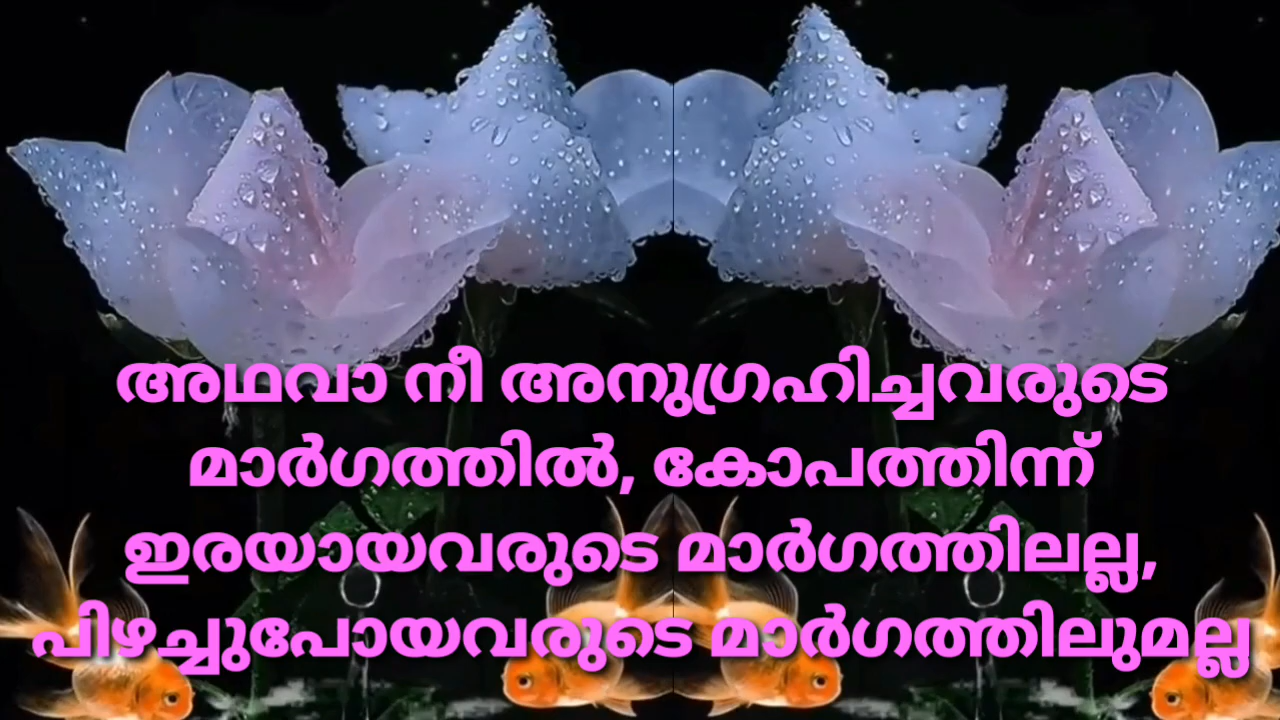 അഥവാ നീ അനുഗ്രഹിച്ചവരുടെ
മാർഗത്തിൽ, കോപത്തിന്ന്
ഇരയായവരുടെ മാർഗത്തിലല്ല,
പിഴച്ചുപോയവരുടെ മാർഗത്തിലുമല്ല